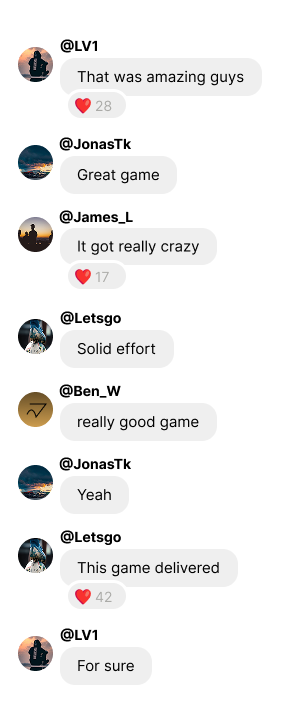 @LV1
That was amazing guys
❤️ 28
@JonasTk
Great game
@James_L
It got really crazy
❤️ 17
@Letsgo
Solid effort
@Ben_W
really good game
@JonasTk
Yeah
@Letsgo
This game delivered
❤️ 42
@LV1
For sure